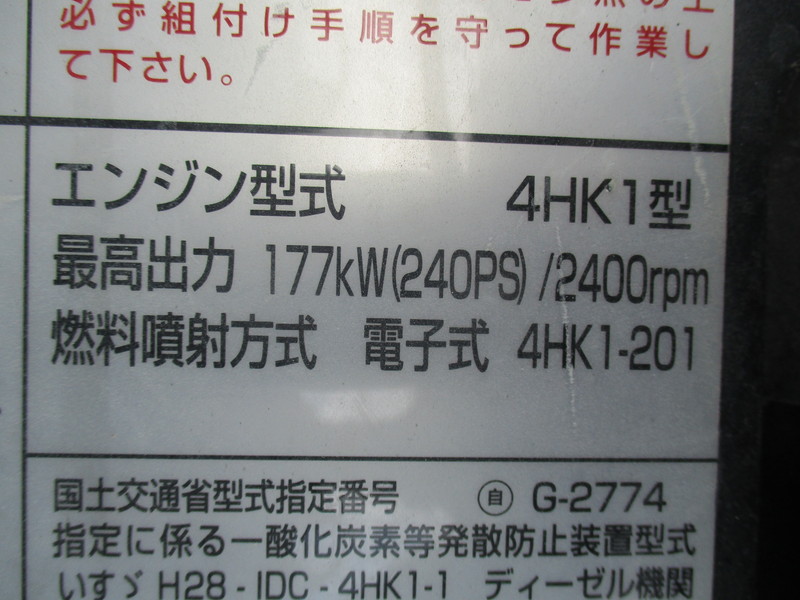 必ず組付け手順を守って作業し
て下さい。
エンジン型式 4HK1型
最高出力 177kW(240PS)/2400rpm
燃料噴射方式 電子式 4HK1-201
国土交通省型式指定番号 ㊀自 G-2774
指定に係る一酸化炭素等発散防止装置型式
いすゞ H28-IDC-4HK1-1 ディーゼル機関